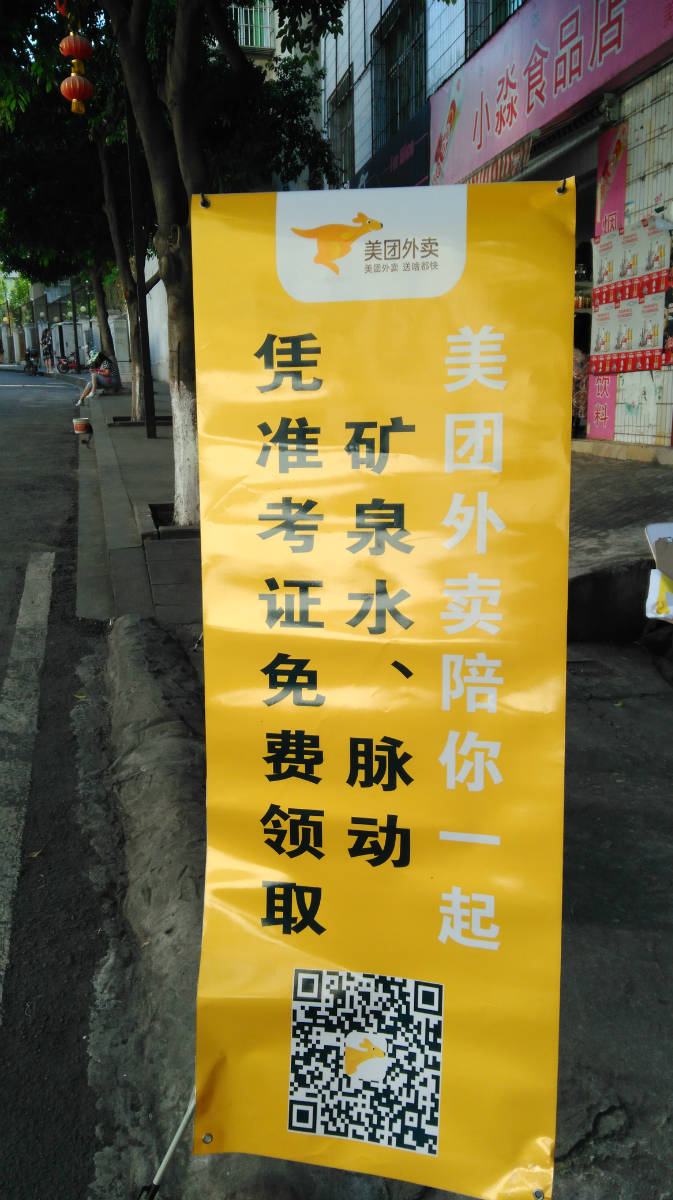 小淼食品店
美团外卖
美团外卖 送啥都快
美团外卖陪你一起
矿泉水、脉动
凭准考证免费领取
饮料